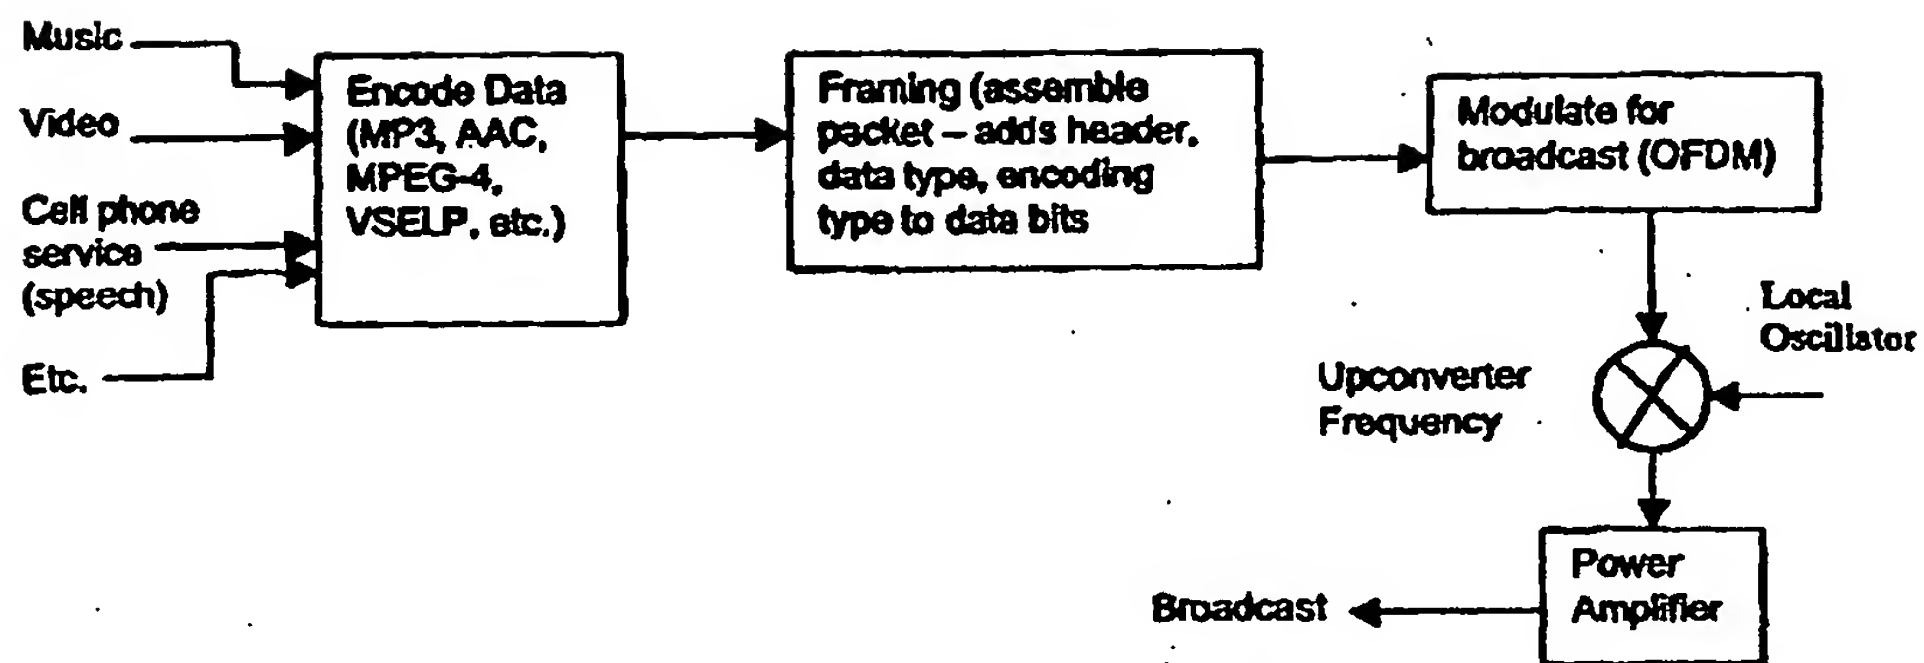 Music
Video
Cell phone
service
(speech)
Etc.
Encode Data
(MP3, AAC,
MPEG-4,
VSELP, etc.)
Framing (assemble
packet – adds header,
data type, encoding
type to data bits
Modulate for
broadcast (OFDM)
Local
Oscillator
Upconverter
Frequency
Power
Amplifier
Broadcast